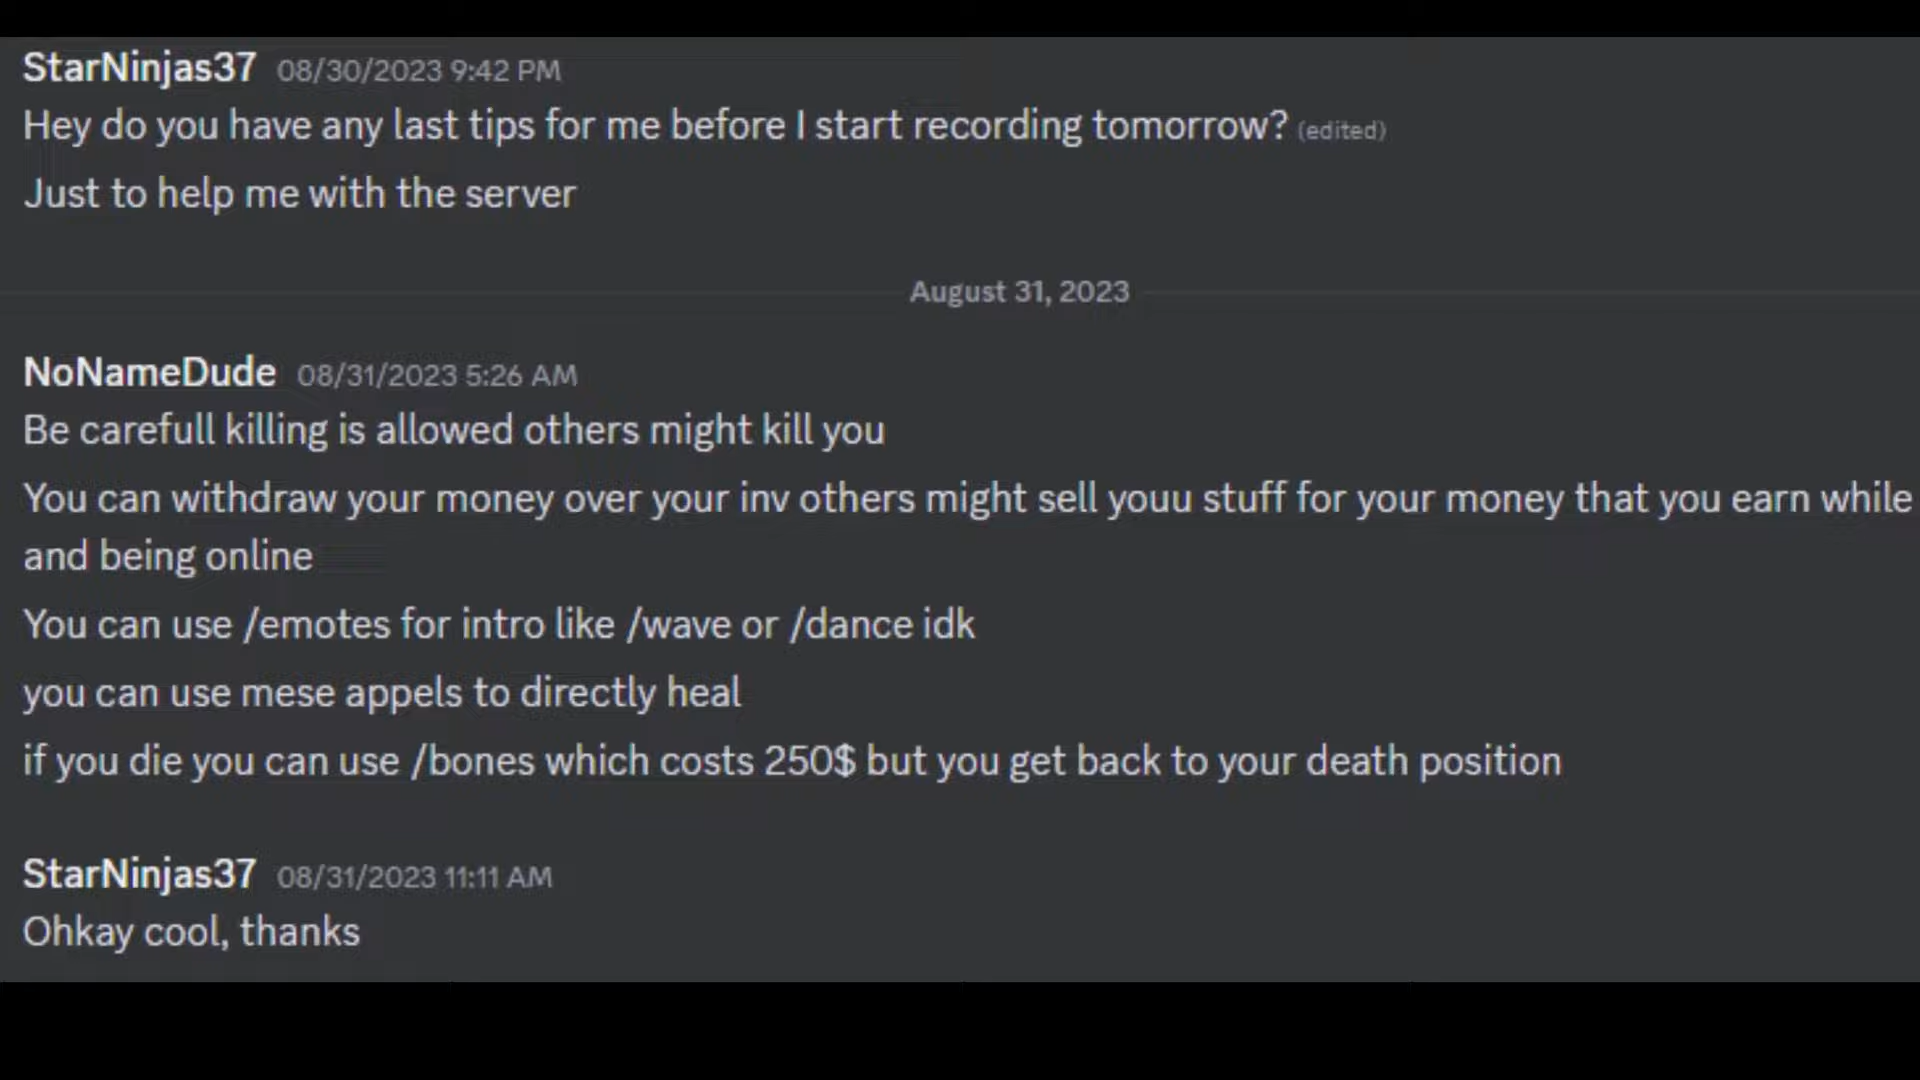 StarNinjas37 08/30/2023 9:42 PM
Hey do you have any last tips for me before I start recording tomorrow? (edited)
Just to help me with the server
August 31, 2023
NoNameDude 08/31/2023 5:26 AM
Be carefull killing is allowed others might kill you
You can withdraw your money over your inv others might sell youu stuff for your money that you earn while
and being online
You can use /emotes for intro like /wave or /dance idk
you can use mese appels to directly heal
if you die you can use /bones which costs 250$ but you get back to your death position
StarNinjas37 08/31/2023 11:11 AM
Ohkay cool, thanks